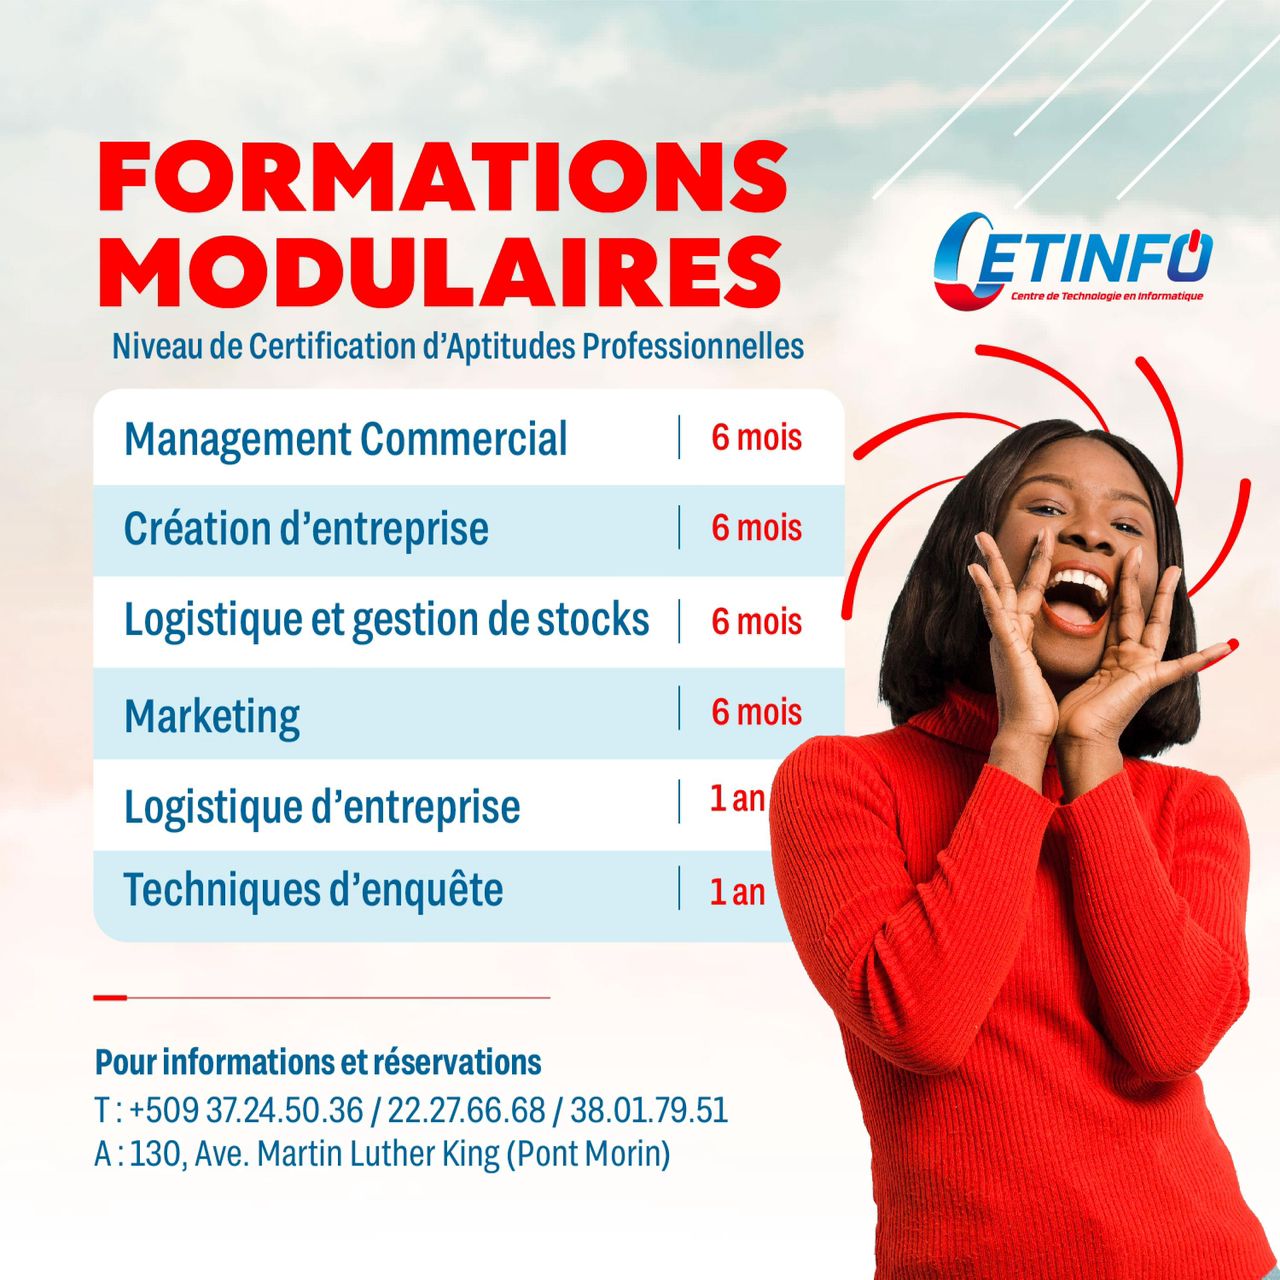 FORMATIONS
MODULAIRES
Niveau de Certification d'Aptitudes Professionnelles
CETINFO
Centre de Technologie en Informatique
Management Commercial | 6 mois
Création d'entreprise | 6 mois
Logistique et gestion de stocks | 6 mois
Marketing | 6 mois
Logistique d'entreprise | 1 an
Techniques d'enquête | 1 an
Pour informations et réservations
T : +509 37.24.50.36 / 22.27.66.68 / 38.01.79.51
A : 130, Ave. Martin Luther King (Pont Morin)